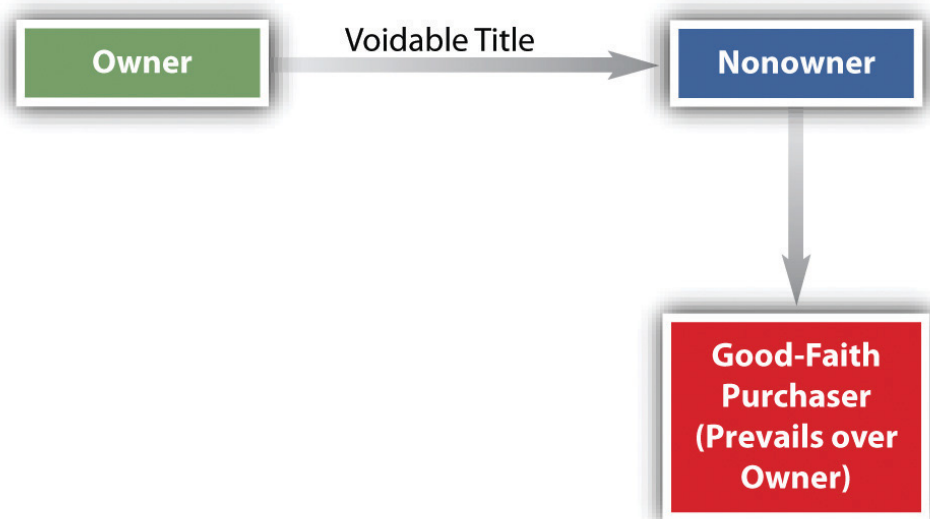 Owner
Voidable Title
Nonowner
Good-Faith
Purchaser
(Prevails over
Owner)